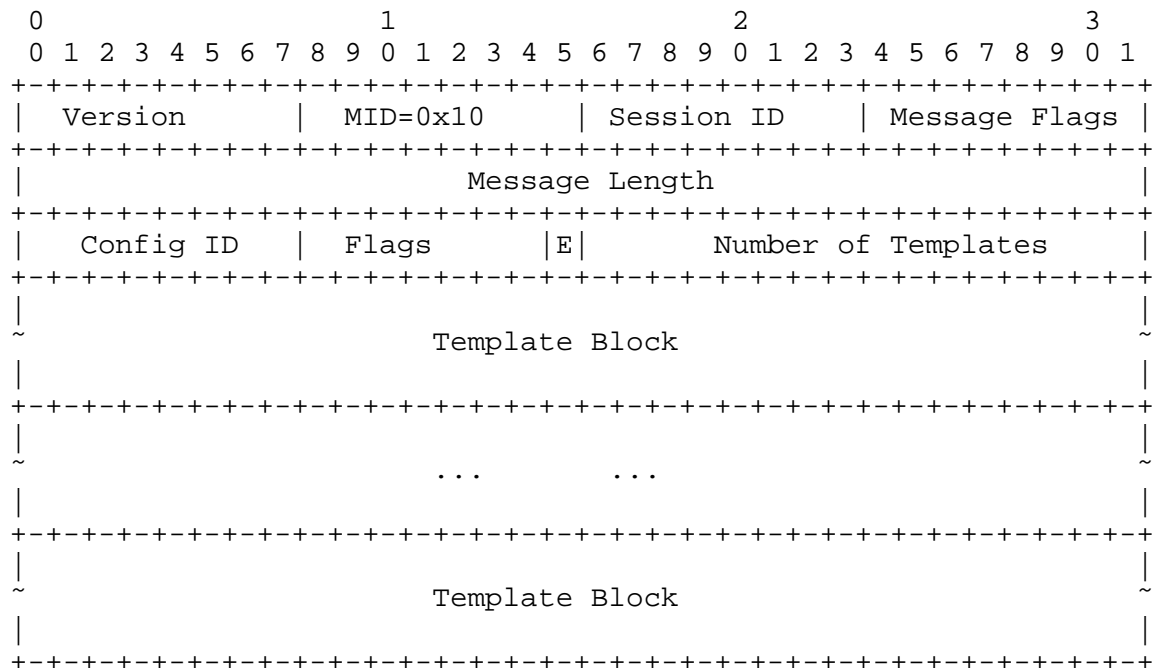 0                   1                   2                   3
 0 1 2 3 4 5 6 7 8 9 0 1 2 3 4 5 6 7 8 9 0 1 2 3 4 5 6 7 8 9 0 1
+-+-+-+-+-+-+-+-+-+-+-+-+-+-+-+-+-+-+-+-+-+-+-+-+-+-+-+-+-+-+-+-+
|  Version      |  MID=0x10     | Session ID    | Message Flags |
+-+-+-+-+-+-+-+-+-+-+-+-+-+-+-+-+-+-+-+-+-+-+-+-+-+-+-+-+-+-+-+-+
|                         Message Length                        |
+-+-+-+-+-+-+-+-+-+-+-+-+-+-+-+-+-+-+-+-+-+-+-+-+-+-+-+-+-+-+-+-+
|   Config ID   |  Flags      |E|       Number of Templates     |
+-+-+-+-+-+-+-+-+-+-+-+-+-+-+-+-+-+-+-+-+-+-+-+-+-+-+-+-+-+-+-+-+
|                                                               |
~                       Template Block                          ~
|                                                               |
+-+-+-+-+-+-+-+-+-+-+-+-+-+-+-+-+-+-+-+-+-+-+-+-+-+-+-+-+-+-+-+-+
|                                                               |
~                       ...       ...                           ~
|                                                               |
+-+-+-+-+-+-+-+-+-+-+-+-+-+-+-+-+-+-+-+-+-+-+-+-+-+-+-+-+-+-+-+-+
|                                                               |
~                       Template Block                          ~
|                                                               |
+-+-+-+-+-+-+-+-+-+-+-+-+-+-+-+-+-+-+-+-+-+-+-+-+-+-+-+-+-+-+-+-+